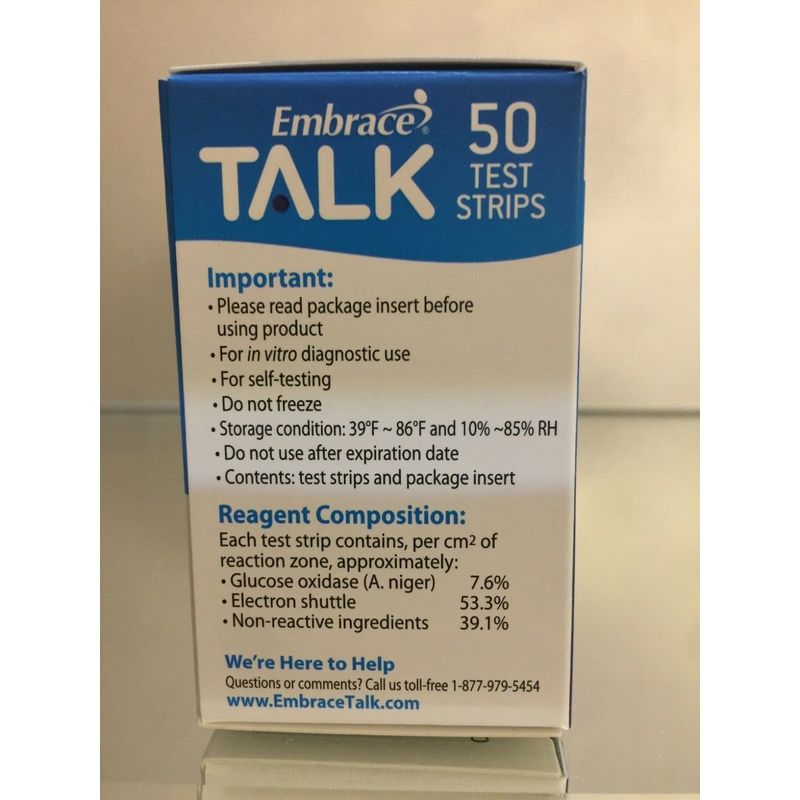 Embrace®
TALK
50
TEST
STRIPS
Important:
• Please read package insert before
using product
• For in vitro diagnostic use
• For self-testing
• Do not freeze
• Storage condition: 39°F ~ 86°F and 10% ~85% RH
• Do not use after expiration date
• Contents: test strips and package insert
Reagent Composition:
Each test strip contains, per cm2 of
reaction zone, approximately:
• Glucose oxidase (A. niger) 7.6%
• Electron shuttle 53.3%
• Non-reactive ingredients 39.1%
We're Here to Help
Questions or comments? Call us toll-free 1-877-979-5454
www.EmbraceTalk.com